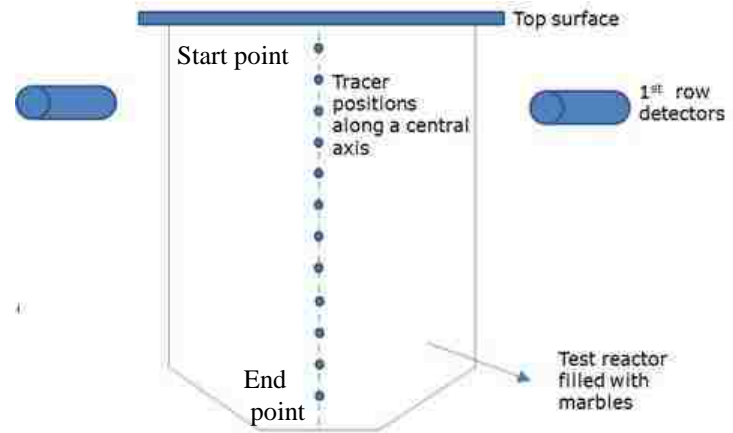 Top surface
Start point
Tracer
positions
along a central
axis
1st row
detectors
End
point
Test reactor
filled with
marbles